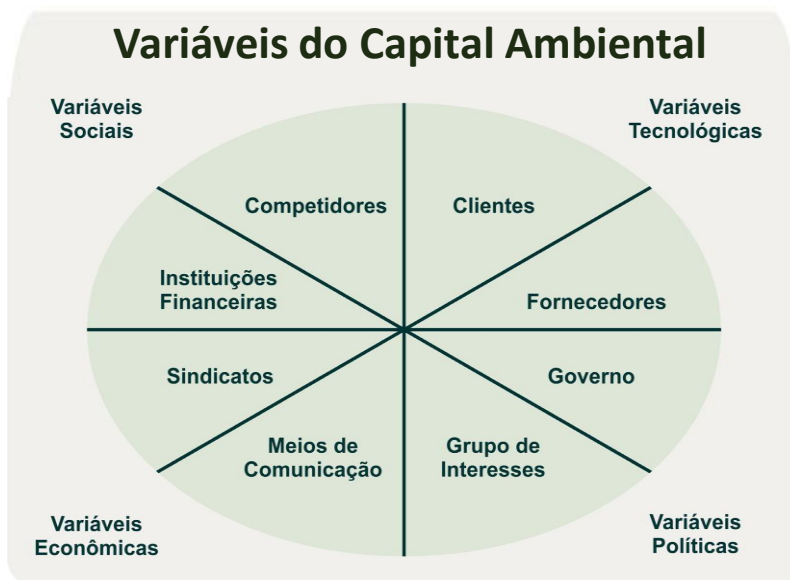 Variáveis do Capital Ambiental
Variáveis
Sociais
Variáveis
Tecnológicas
Competidores
Clientes
Instituições
Financeiras
Fornecedores
Sindicatos
Governo
Meios de
Comunicação
Grupo de
Interesses
Variáveis
Econômicas
Variáveis
Políticas